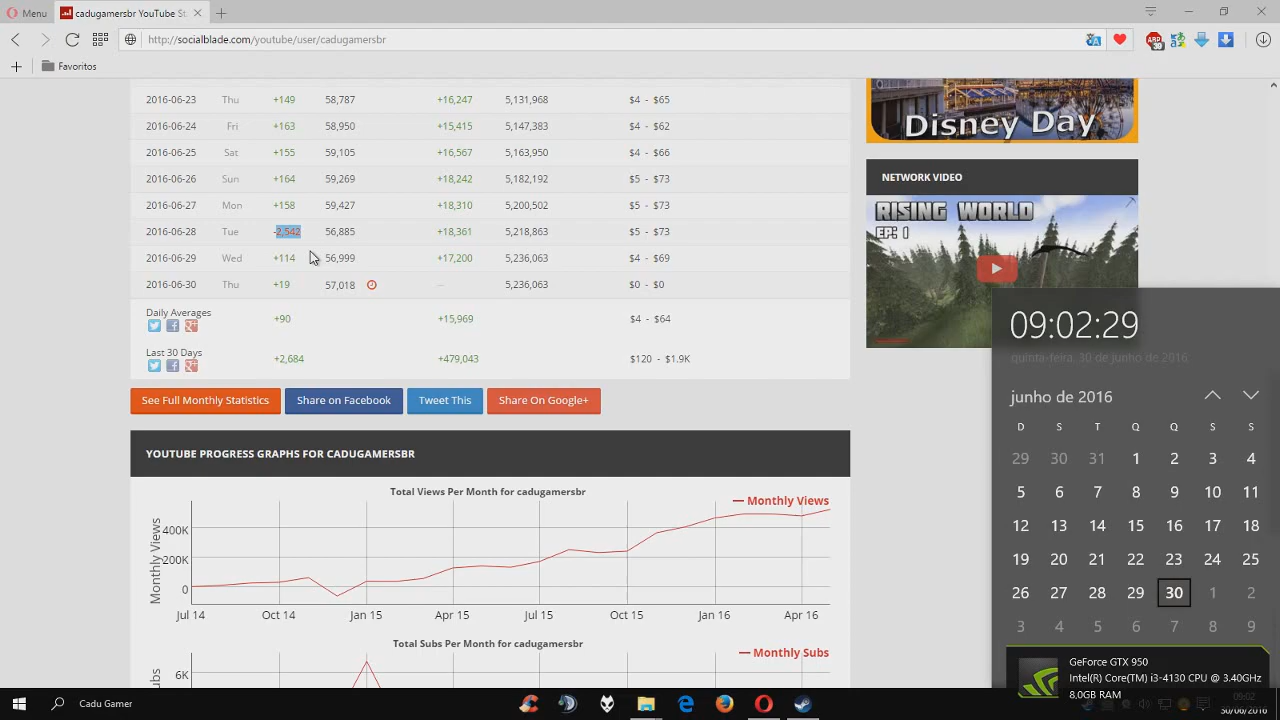 Menu
cadugamersbr YouTube St
http://socialblade.com/youtube/user/cadugamersbr
ABP
30
Favoritos
2016-06-23 Thu +149 58,787 +16,247 5,131,968 $4 - $65
2016-06-24 Fri +163 58,950 +15,415 5,147,383 $4 - $62
2016-06-25 Sat +155 59,105 +16,567 5,163,950 $4 - $66
2016-06-26 Sun +164 59,269 +18,242 5,182,192 $5 - $73
2016-06-27 Mon +158 59,427 +18,310 5,200,502 $5 - $73
2016-06-28 Tue -2,542 56,885 +18,361 5,218,863 $5 - $73
2016-06-29 Wed +114 56,999 +17,200 5,236,063 $4 - $69
2016-06-30 Thu +19 57,018 -- 5,236,063 $0 - $0
Daily Averages +90 +15,969 $4 - $64
Last 30 Days +2,684 +479,043 $120 - $1.9K
See Full Monthly Statistics
Share on Facebook
Tweet This
Share On Google+
Disney Day
NETWORK VIDEO
RISING WORLD
EP: 1
YOUTUBE PROGRESS GRAPHS FOR CADUGAMERSBR
Total Views Per Month for cadugamersbr
Monthly Views
Monthly Views
400K
200K
0
Jul 14 Oct 14 Jan 15 Apr 15 Jul 15 Oct 15 Jan 16 Apr 16
Total Subs Per Month for cadugamersbr
Monthly Subs
6K
09:02:29
quinta-feira, 30 de junho de 2016
junho de 2016
D S T Q Q S S
29 30 31 1 2 3 4
5 6 7 8 9 10 11
12 13 14 15 16 17 18
19 20 21 22 23 24 25
26 27 28 29 30 1 2
3 4 5 6 7 8 9
GeForce GTX 950
Intel(R) Core(TM) i3-4130 CPU @ 3.40GHz
8,0GB RAM
Cadu Gamer
09:02
30/06/2016